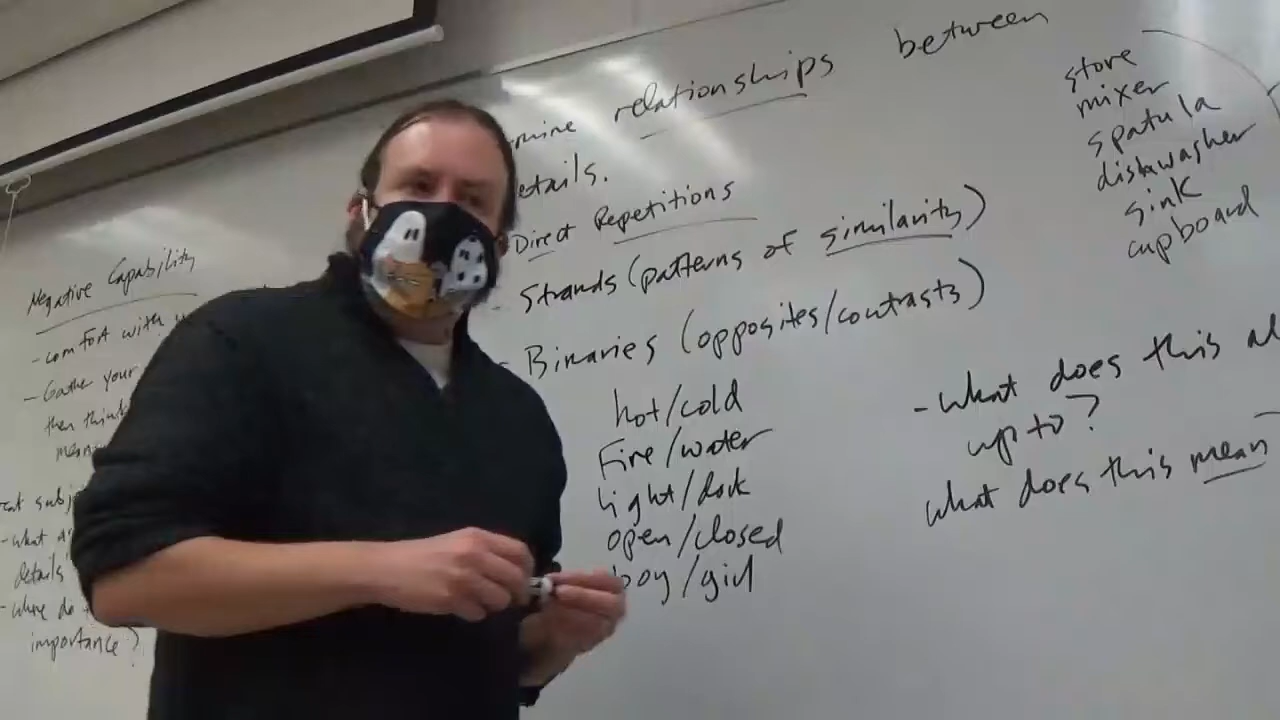 Negative Capability
- comfort with
- Gather your
then think
importance?
relationships between
etails.
Direct Repetitions
- Strands (patterns of similarity)
- Binaries (opposites/contrasts)
hot/cold
Fire/water
light/dark
open/closed
boy/girl
store
mixer
spatula
dishwasher
sink
cupboard
- what does this
up to?
what does this mean